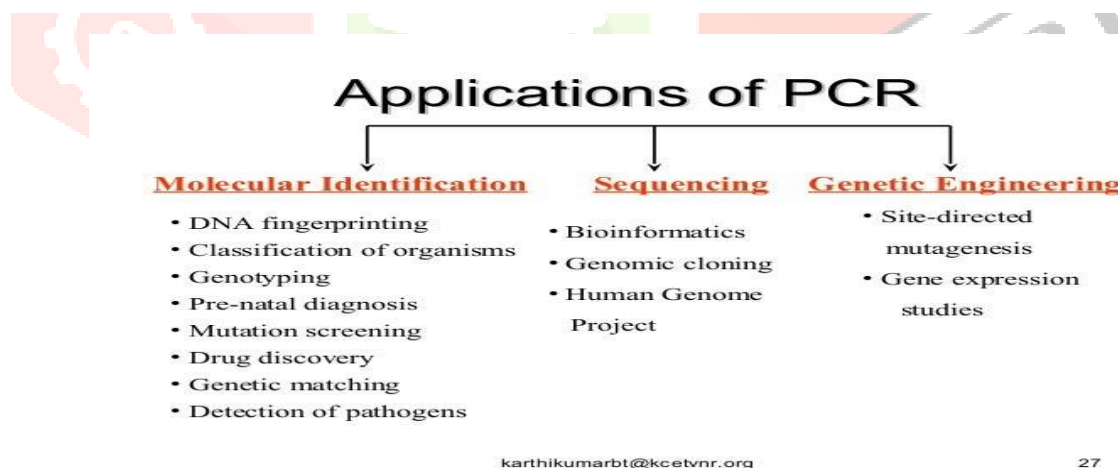 Applications of PCR
Molecular Identification
• DNA fingerprinting
• Classification of organisms
• Genotyping
• Pre-natal diagnosis
• Mutation screening
• Drug discovery
• Genetic matching
• Detection of pathogens
Sequencing
• Bioinformatics
• Genomic cloning
• Human Genome
Project
Genetic Engineering
• Site-directed
mutagenesis
• Gene expression
studies
karthikumarbt@kcetvnr.org
27